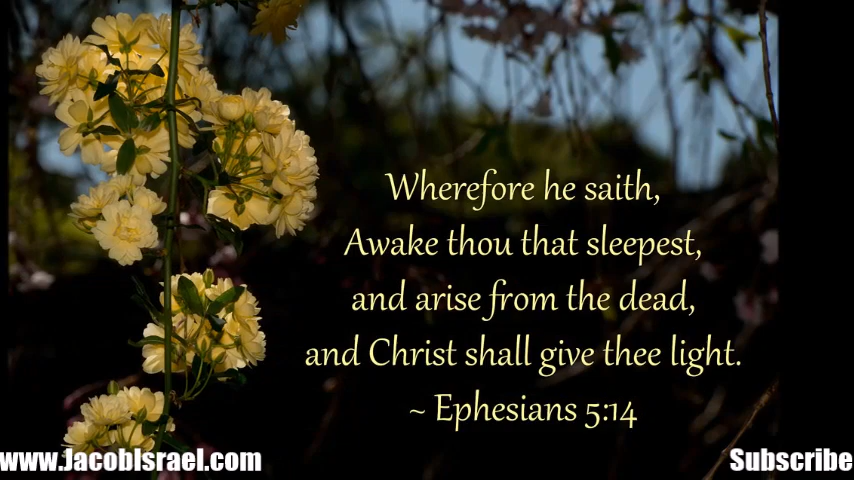 Wherefore he saith,
Awake thou that sleepest,
and arise from the dead,
and Christ shall give thee light.
~ Ephesians 5:14
www.JacobIsrael.com
Subscribe